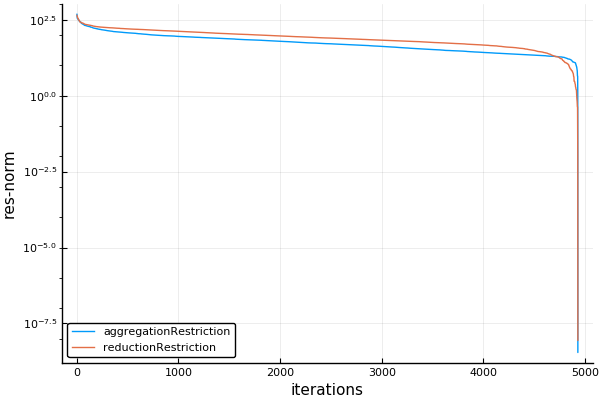 10^2.5
10^0.0
10^-2.5
10^-5.0
10^-7.5
res-norm
aggregationRestriction
reductionRestriction
0 1000 2000 3000 4000 5000
iterations